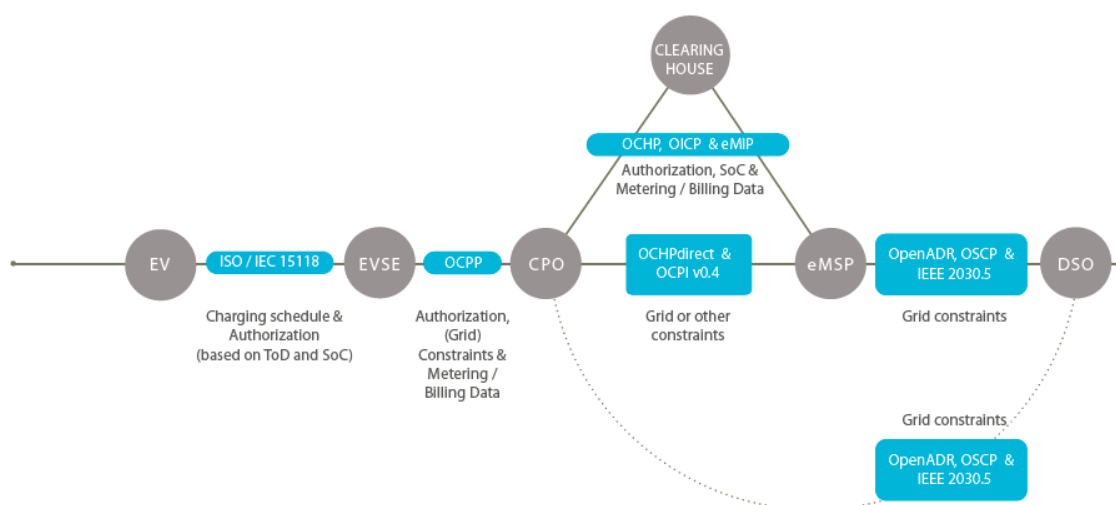 CLEARING
HOUSE
OCHP, OICP & eMIP
Authorization, SoC &
Metering / Billing Data
EV
ISO / IEC 15118
EVSE
OCPP
CPO
OCHPdirect &
OCPI v0.4
eMSP
OpenADR, OSCP &
IEEE 2030.5
DSO
Charging schedule &
Authorization
(based on ToD and SoC)
Authorization,
(Grid)
Constraints &
Metering /
Billing Data
Grid or other
constraints
Grid constraints
Grid constraints
OpenADR, OSCP &
IEEE 2030.5